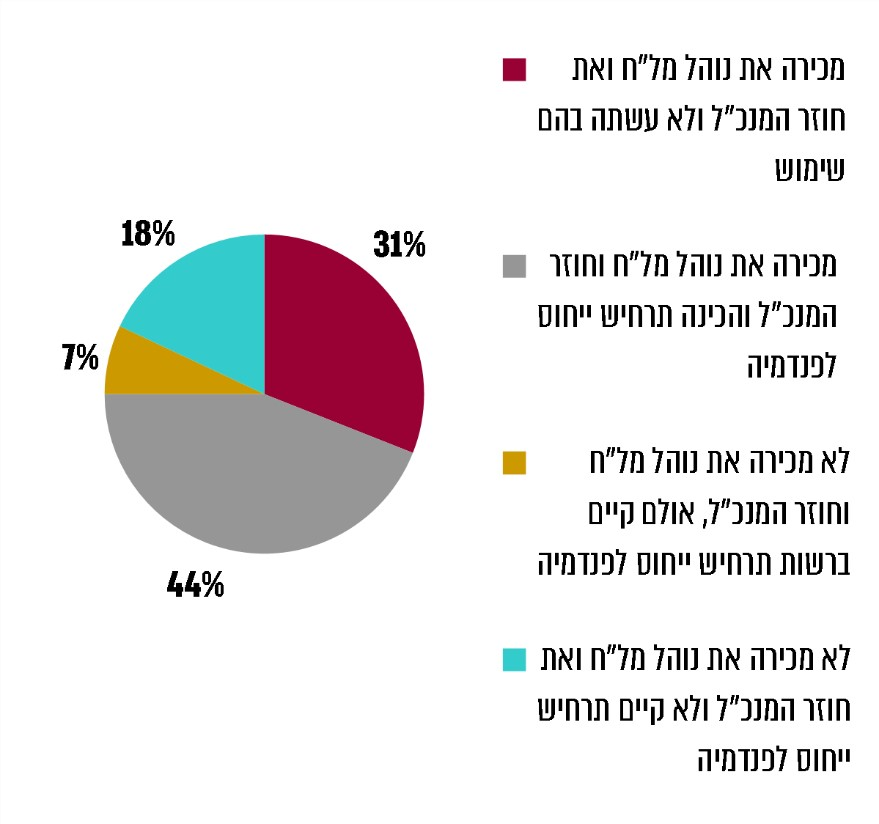 מכירה את נוהל מל"ח ואת
חוזר המנכ"ל ולא עשתה בהם
שימוש
מכירה את נוהל מל"ח וחוזר
המנכ"ל והכינה תרחיש ייחוס
לפנדמיה
לא מכירה את נוהל מל"ח
וחוזר המנכ"ל, אולם קיים
ברשות תרחיש ייחוס לפנדמיה
לא מכירה את נוהל מל"ח ואת
חוזר המנכ"ל ולא קיים תרחיש
ייחוס לפנדמיה
18%
31%
7%
44%